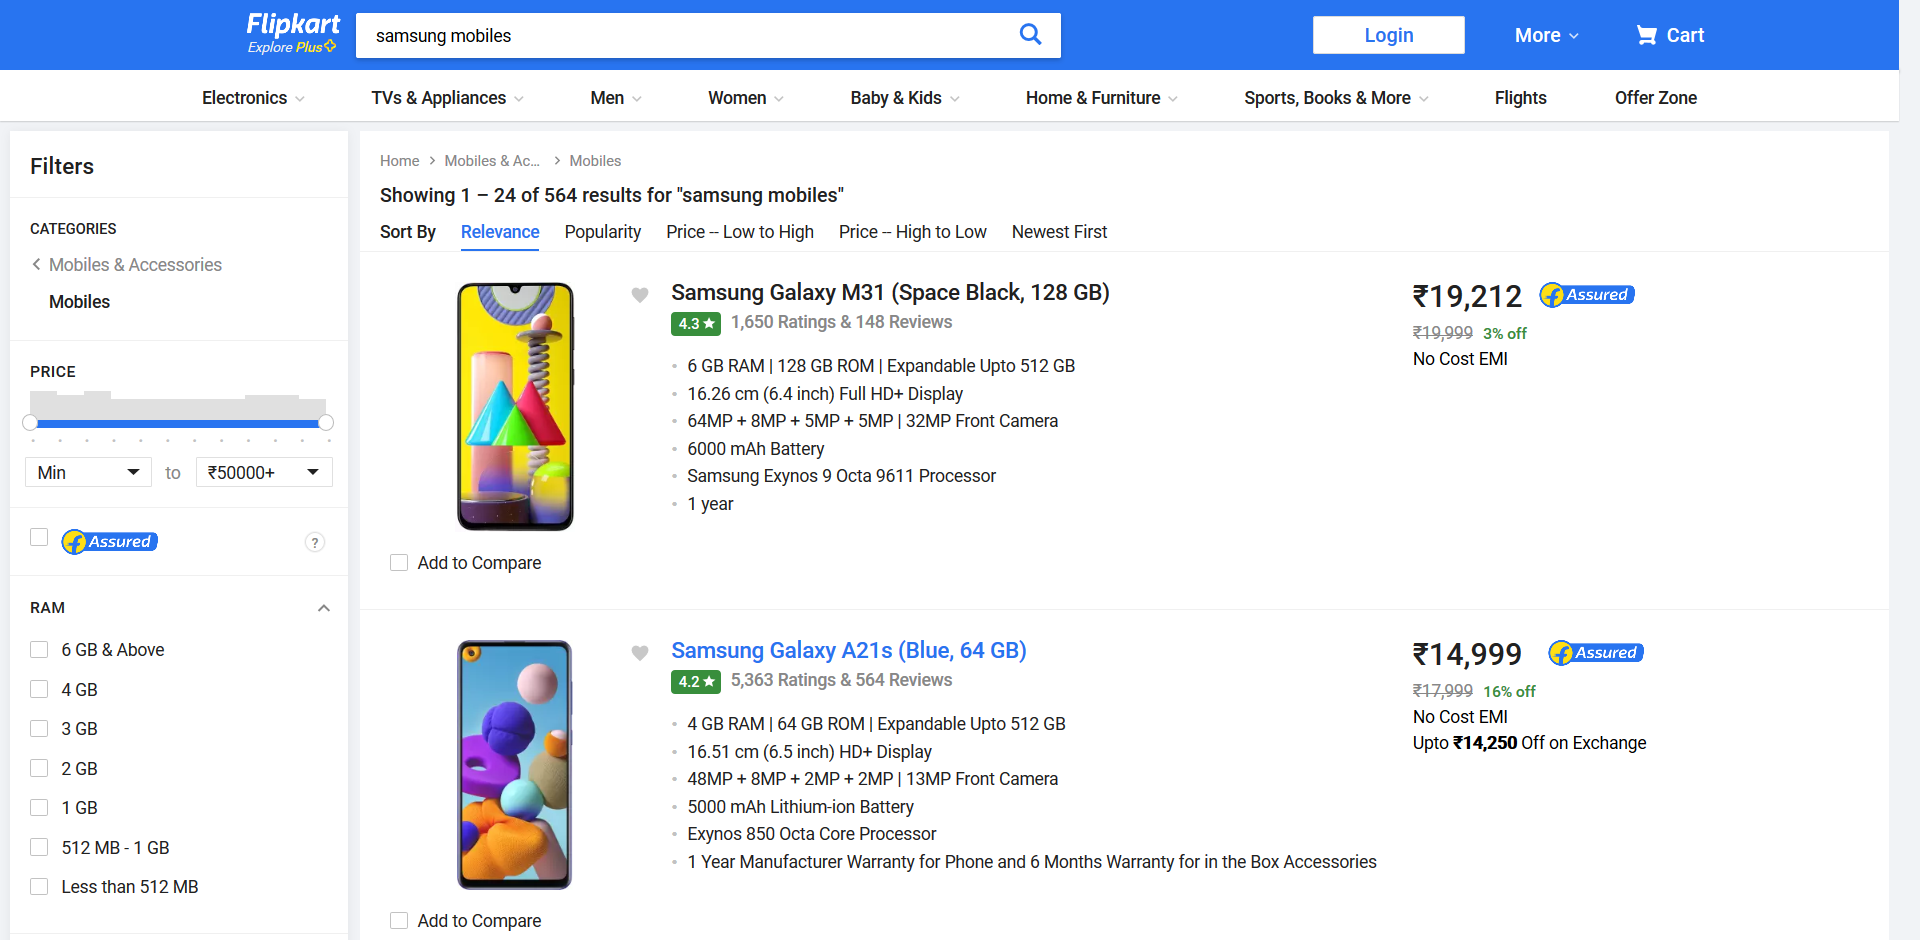 Flipkart
Explore Plus
samsung mobiles
Login
More
Cart
Electronics
TVs & Appliances
Men
Women
Baby & Kids
Home & Furniture
Sports, Books & More
Flights
Offer Zone
Filters
CATEGORIES
Mobiles & Accessories
Mobiles
PRICE
Min
to
₹50000+
Assured
?
RAM
6 GB & Above
4 GB
3 GB
2 GB
1 GB
512 MB - 1 GB
Less than 512 MB
Home > Mobiles & Ac... > Mobiles
Showing 1 – 24 of 564 results for "samsung mobiles"
Sort By Relevance Popularity Price -- Low to High Price -- High to Low Newest First
Samsung Galaxy M31 (Space Black, 128 GB)
4.3 ★ 1,650 Ratings & 148 Reviews
6 GB RAM | 128 GB ROM | Expandable Upto 512 GB
16.26 cm (6.4 inch) Full HD+ Display
64MP + 8MP + 5MP + 5MP | 32MP Front Camera
6000 mAh Battery
Samsung Exynos 9 Octa 9611 Processor
1 year
₹19,212 Assured
₹19,999 3% off
No Cost EMI
Add to Compare
Samsung Galaxy A21s (Blue, 64 GB)
4.2 ★ 5,363 Ratings & 564 Reviews
4 GB RAM | 64 GB ROM | Expandable Upto 512 GB
16.51 cm (6.5 inch) HD+ Display
48MP + 8MP + 2MP + 2MP | 13MP Front Camera
5000 mAh Lithium-ion Battery
Exynos 850 Octa Core Processor
1 Year Manufacturer Warranty for Phone and 6 Months Warranty for in the Box Accessories
₹14,999 Assured
₹17,999 16% off
No Cost EMI
Upto ₹14,250 Off on Exchange
Add to Compare